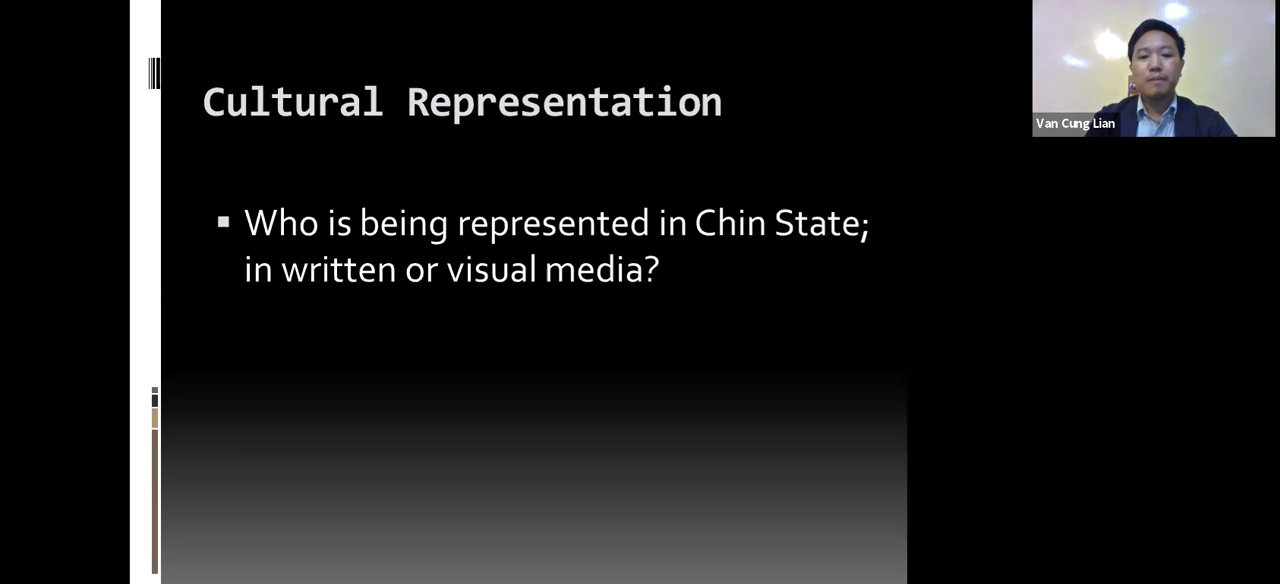 Cultural Representation
Who is being represented in Chin State;
in written or visual media?
Van Cung Lian